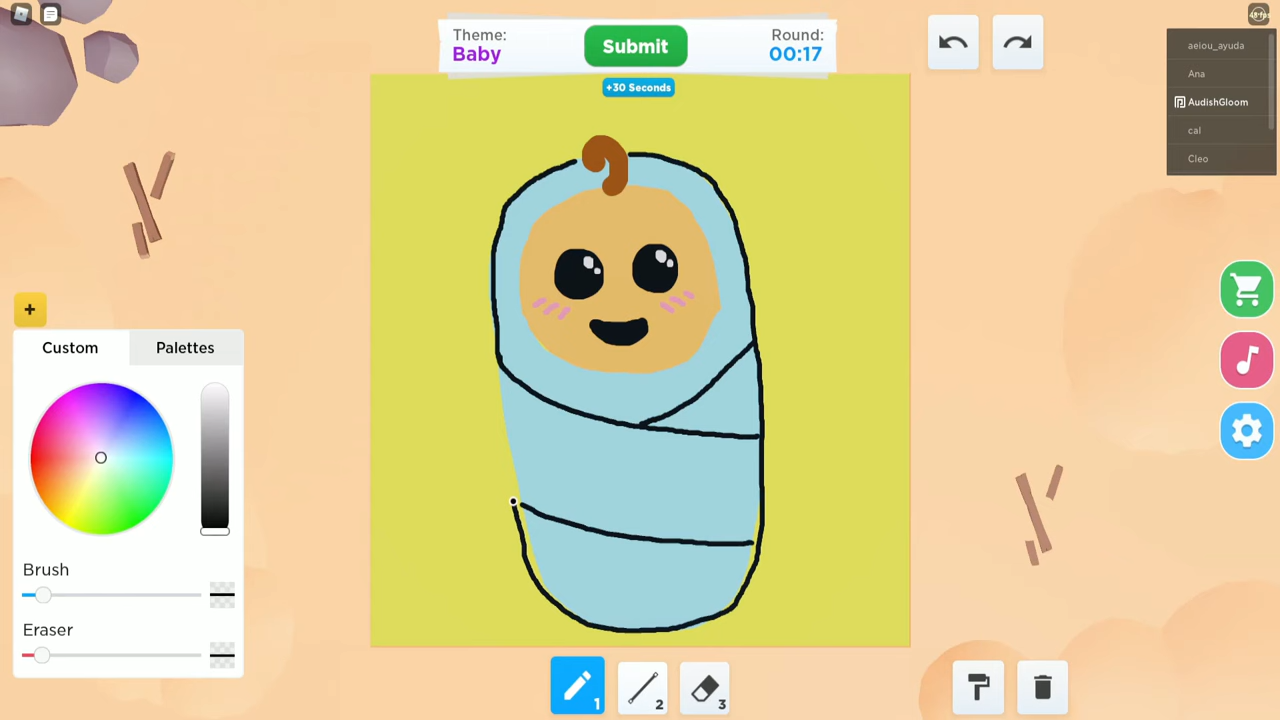 Theme:
Baby
Submit
Round:
00:17
+30 Seconds
aeiou_ayuda
Ana
AudishGloom
cal
Cleo
Custom
Palettes
Brush
Eraser
1
2
3